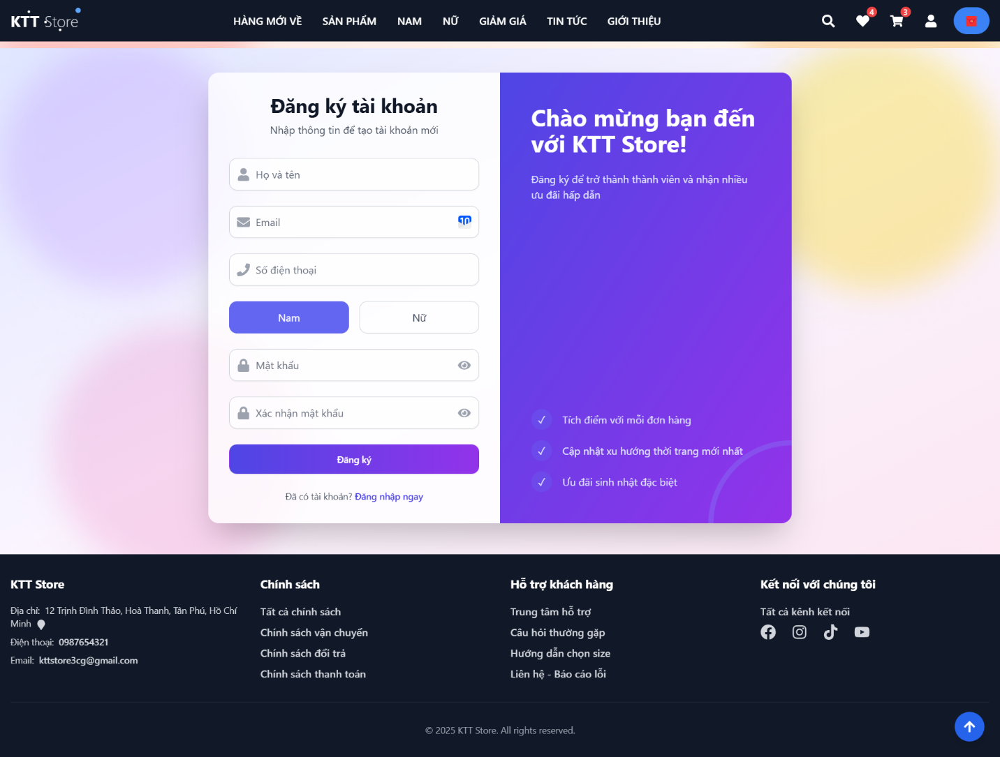 KTT Store
HÀNG MỚI VỀ
SẢN PHẨM
NAM
NỮ
GIẢM GIÁ
TIN TỨC
GIỚI THIỆU
4
3
Đăng ký tài khoản
Nhập thông tin để tạo tài khoản mới
Họ và tên
Email
10
Số điện thoại
Nam
Nữ
Mật khẩu
Xác nhận mật khẩu
Đăng ký
Đã có tài khoản? Đăng nhập ngay
Chào mừng bạn đến
với KTT Store!
Đăng ký để trở thành thành viên và nhận nhiều
ưu đãi hấp dẫn
✓ Tích điểm với mỗi đơn hàng
✓ Cập nhật xu hướng thời trang mới nhất
✓ Ưu đãi sinh nhật đặc biệt
KTT Store
Địa chỉ: 12 Trịnh Đình Thảo, Hoà Thanh, Tân Phú, Hồ Chí
Minh
Điện thoại: 0987654321
Email: kttstore3cg@gmail.com
Chính sách
Tất cả chính sách
Chính sách vận chuyển
Chính sách đổi trả
Chính sách thanh toán
Hỗ trợ khách hàng
Trung tâm hỗ trợ
Câu hỏi thường gặp
Hướng dẫn chọn size
Liên hệ - Báo cáo lỗi
Kết nối với chúng tôi
Tất cả kênh kết nối
© 2025 KTT Store. All rights reserved.